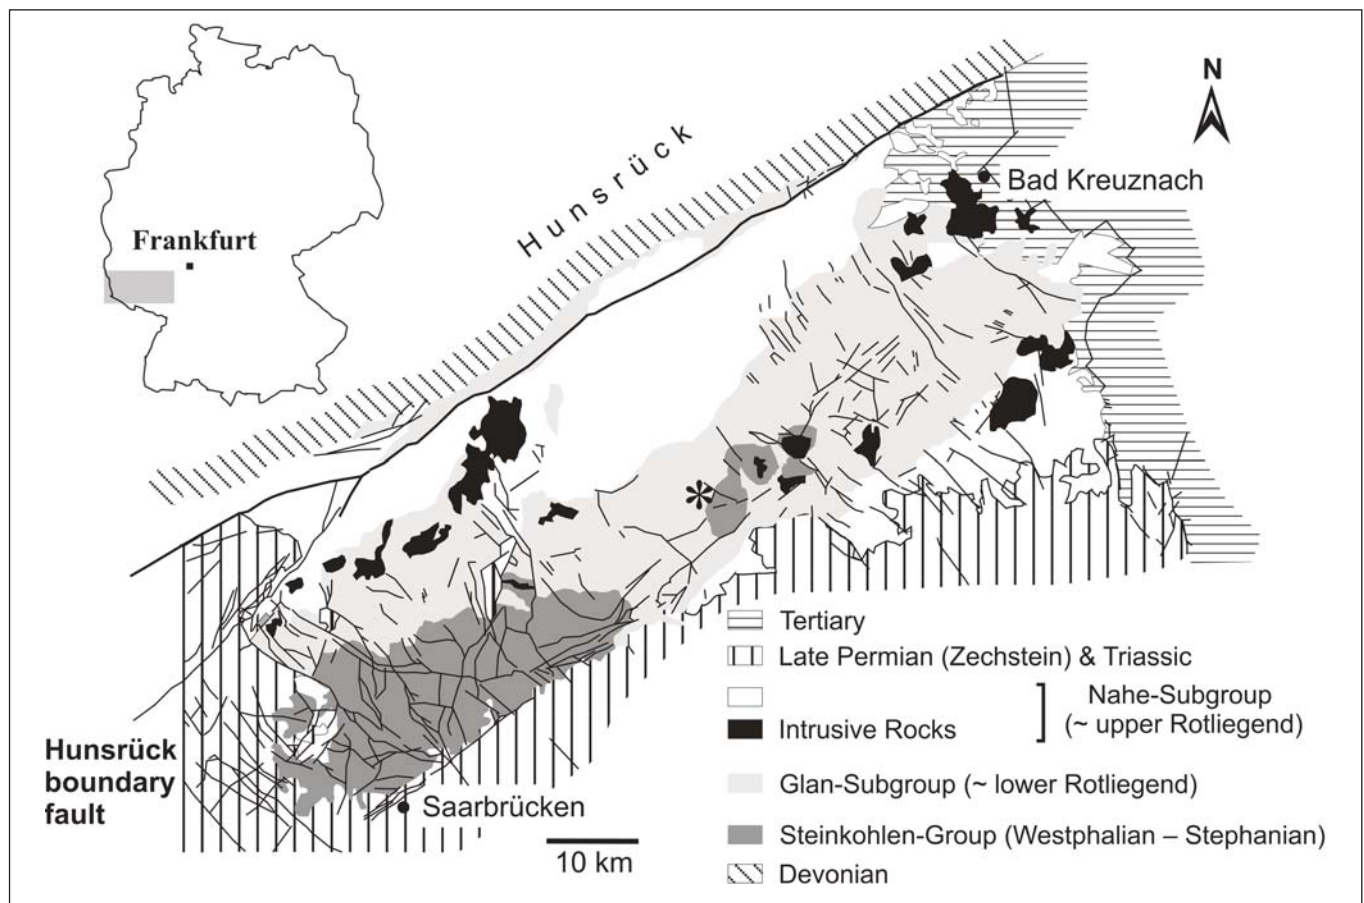 N
Hunsrück
Bad Kreuznach
Frankfurt
*
Tertiary
Late Permian (Zechstein) & Triassic
Nahe-Subgroup
(~ upper Rotliegend)
Intrusive Rocks
Hunsrück
boundary
fault
Glan-Subgroup (~ lower Rotliegend)
Saarbrücken
Steinkohlen-Group (Westphalian – Stephanian)
10 km
Devonian